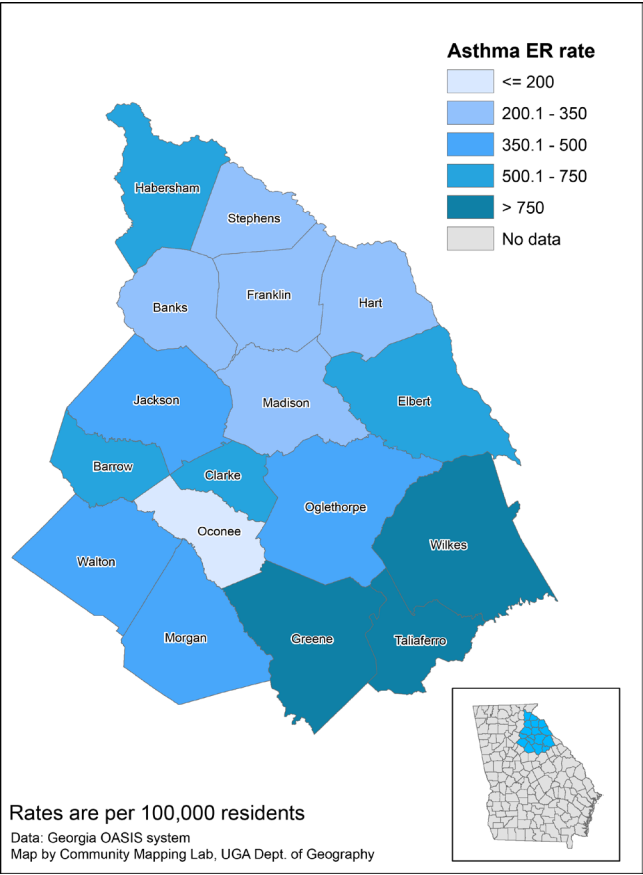 Asthma ER rate
<= 200
200.1 - 350
350.1 - 500
500.1 - 750
> 750
No data
Habersham
Stephens
Banks
Franklin
Hart
Jackson
Madison
Elbert
Barrow
Clarke
Oglethorpe
Oconee
Wilkes
Walton
Morgan
Greene
Taliaferro
Rates are per 100,000 residents
Data: Georgia OASIS system
Map by Community Mapping Lab, UGA Dept. of Geography